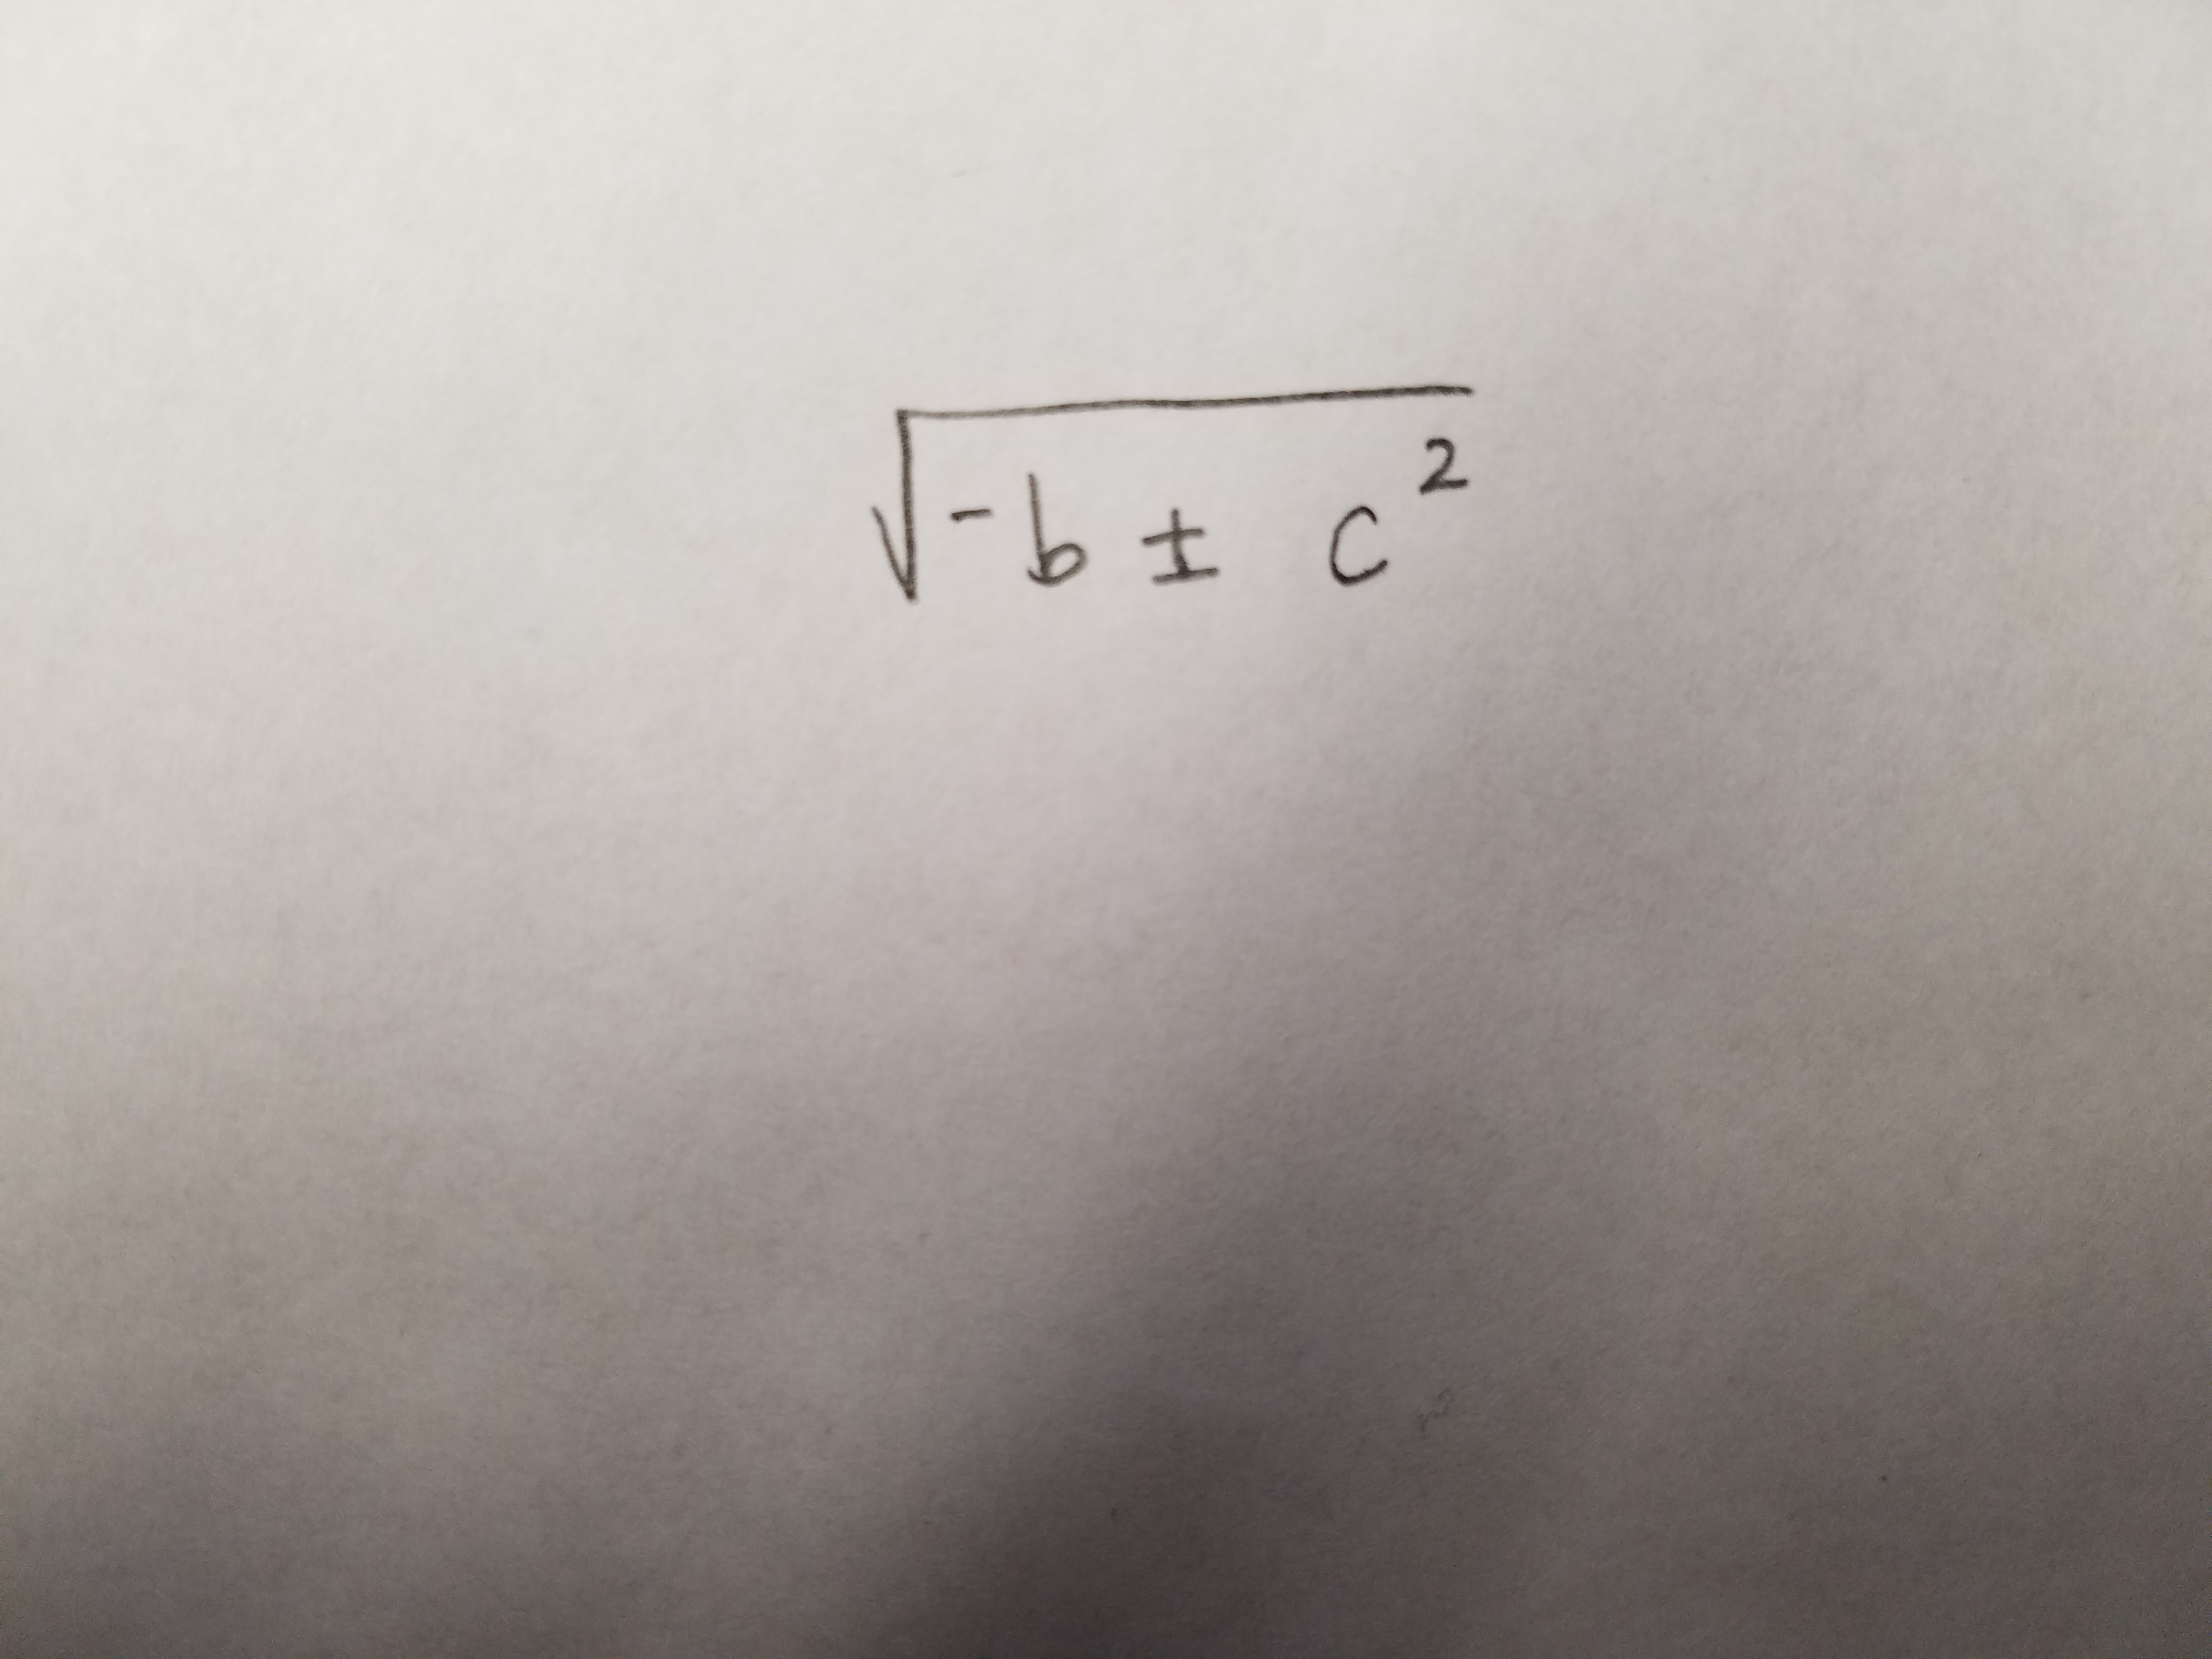 √-b ± c²